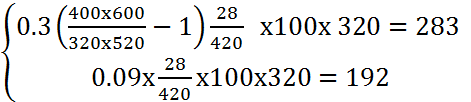 0.3(400x600/320x520 − 1) 28/420 x100x 320 = 283
0.09x 28/420 x100x320 = 192